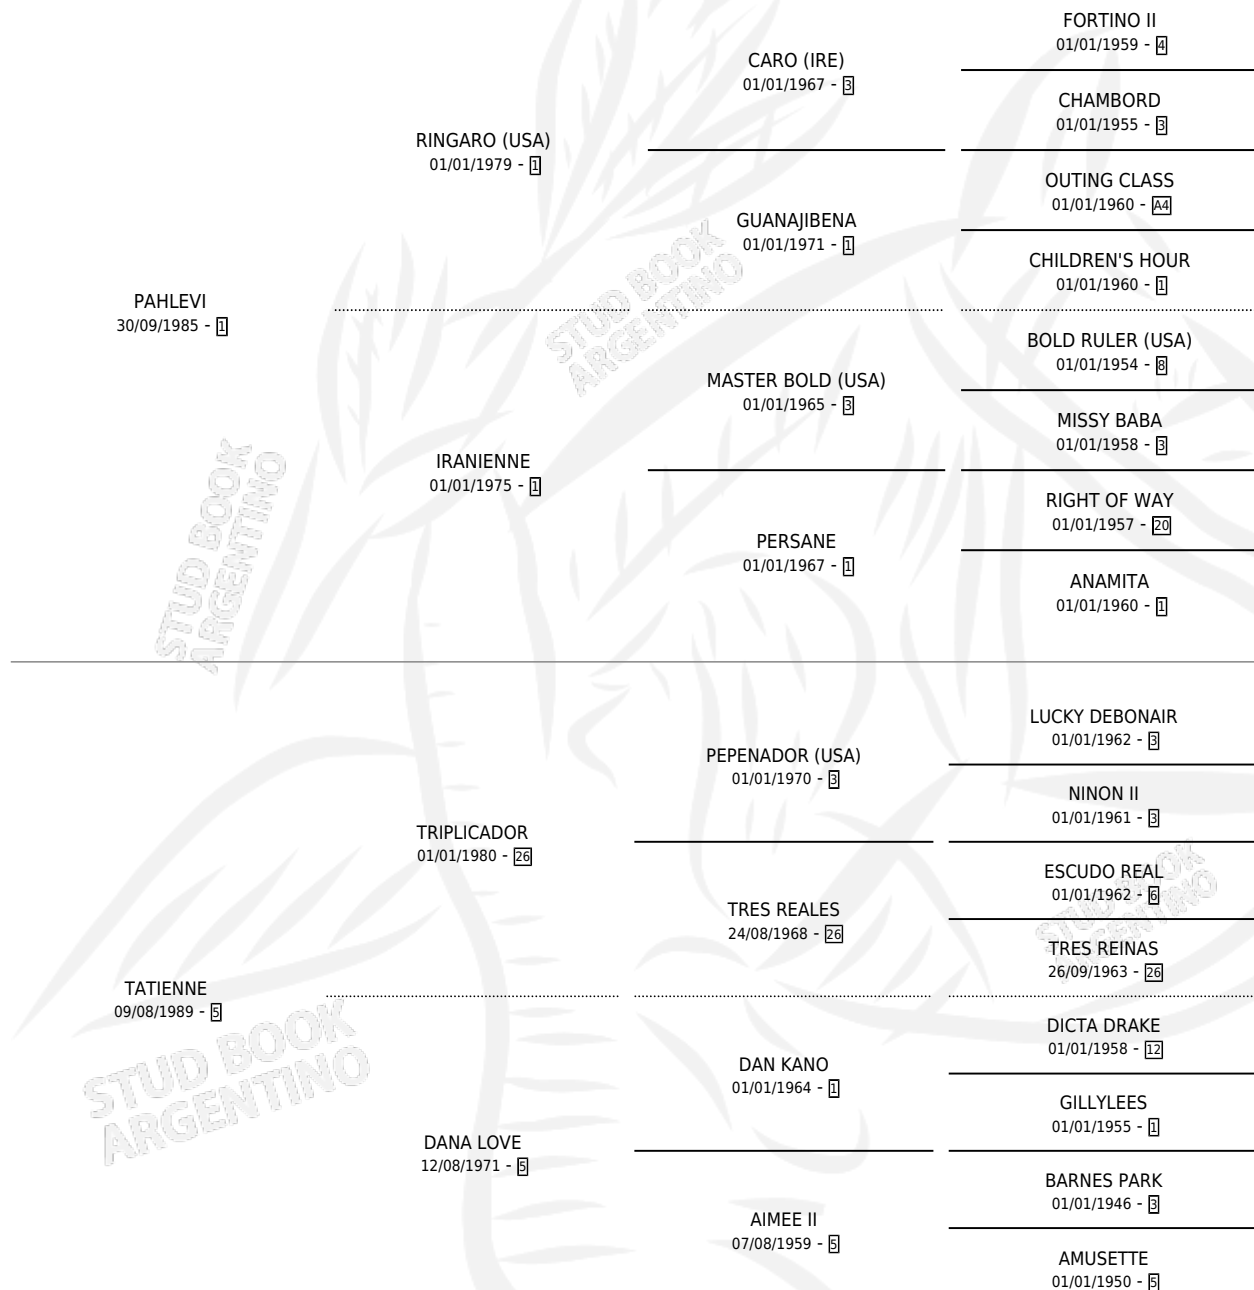 FORTINO II
01/01/1959 - 4
CARO (IRE)
01/01/1967 - 3
CHAMBORD
01/01/1955 - 3
RINGARO (USA)
01/01/1979 - 1
OUTING CLASS
01/01/1960 - A4
GUANAJIBENA
01/01/1971 - 1
CHILDREN'S HOUR
01/01/1960 - 1
PAHLEVI
30/09/1985 - 1
BOLD RULER (USA)
01/01/1954 - 8
MASTER BOLD (USA)
01/01/1965 - 3
MISSY BABA
01/01/1958 - 3
IRANIENNE
01/01/1975 - 1
RIGHT OF WAY
01/01/1957 - 20
PERSANE
01/01/1967 - 1
ANAMITA
01/01/1960 - 1
LUCKY DEBONAIR
01/01/1962 - 3
PEPENADOR (USA)
01/01/1970 - 3
NINON II
01/01/1961 - 3
TRIPLICADOR
01/01/1980 - 26
ESCUDO REAL
01/01/1962 - 6
TRES REALES
24/08/1968 - 26
TRES REINAS
26/09/1963 - 26
TATIENNE
09/08/1989 - 5
DICTA DRAKE
01/01/1958 - 12
DAN KANO
01/01/1964 - 1
GILLYLEES
01/01/1955 - 1
DANA LOVE
12/08/1971 - 5
BARNES PARK
01/01/1946 - 3
AIMEE II
07/08/1959 - 5
AMUSETTE
01/01/1950 - 5
STUD BOOK
ARGENTINO
STUD BOOK
ARGENTINO
STUD BOOK
ARGENTINO
STUD BOOK
ARGENTINO